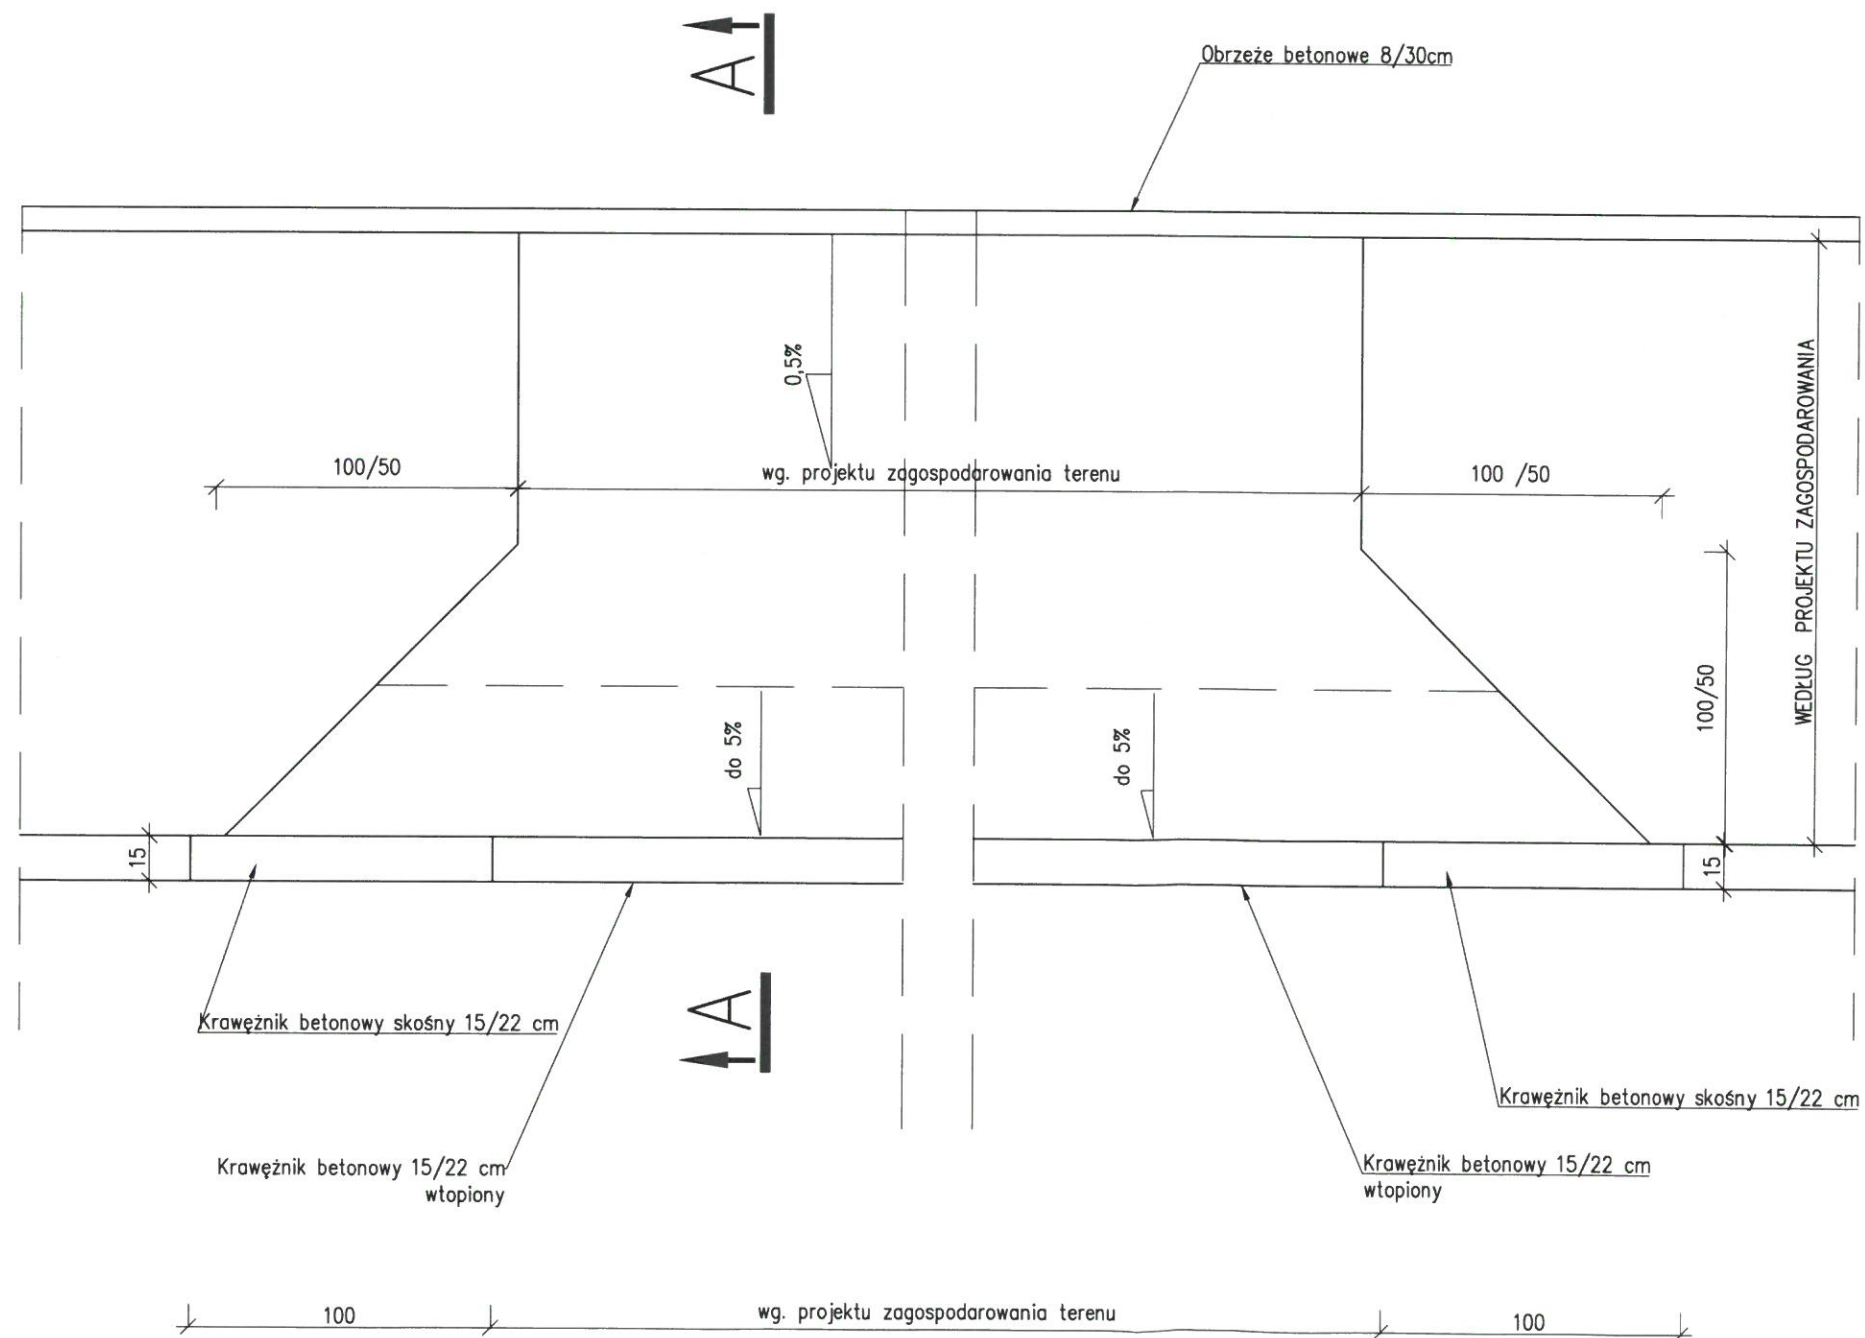 A
Obrzeże betonowe 8/30cm
0,5%
100/50
wg. projektu zagospodarowania terenu
100 /50
WEDŁUG PROJEKTU ZAGOSPODAROWANIA
100/50
do 5%
do 5%
15
15
Krawężnik betonowy skośny 15/22 cm
A
Krawężnik betonowy skośny 15/22 cm
Krawężnik betonowy 15/22 cm
wtopiony
Krawężnik betonowy 15/22 cm
wtopiony
100
wg. projektu zagospodarowania terenu
100